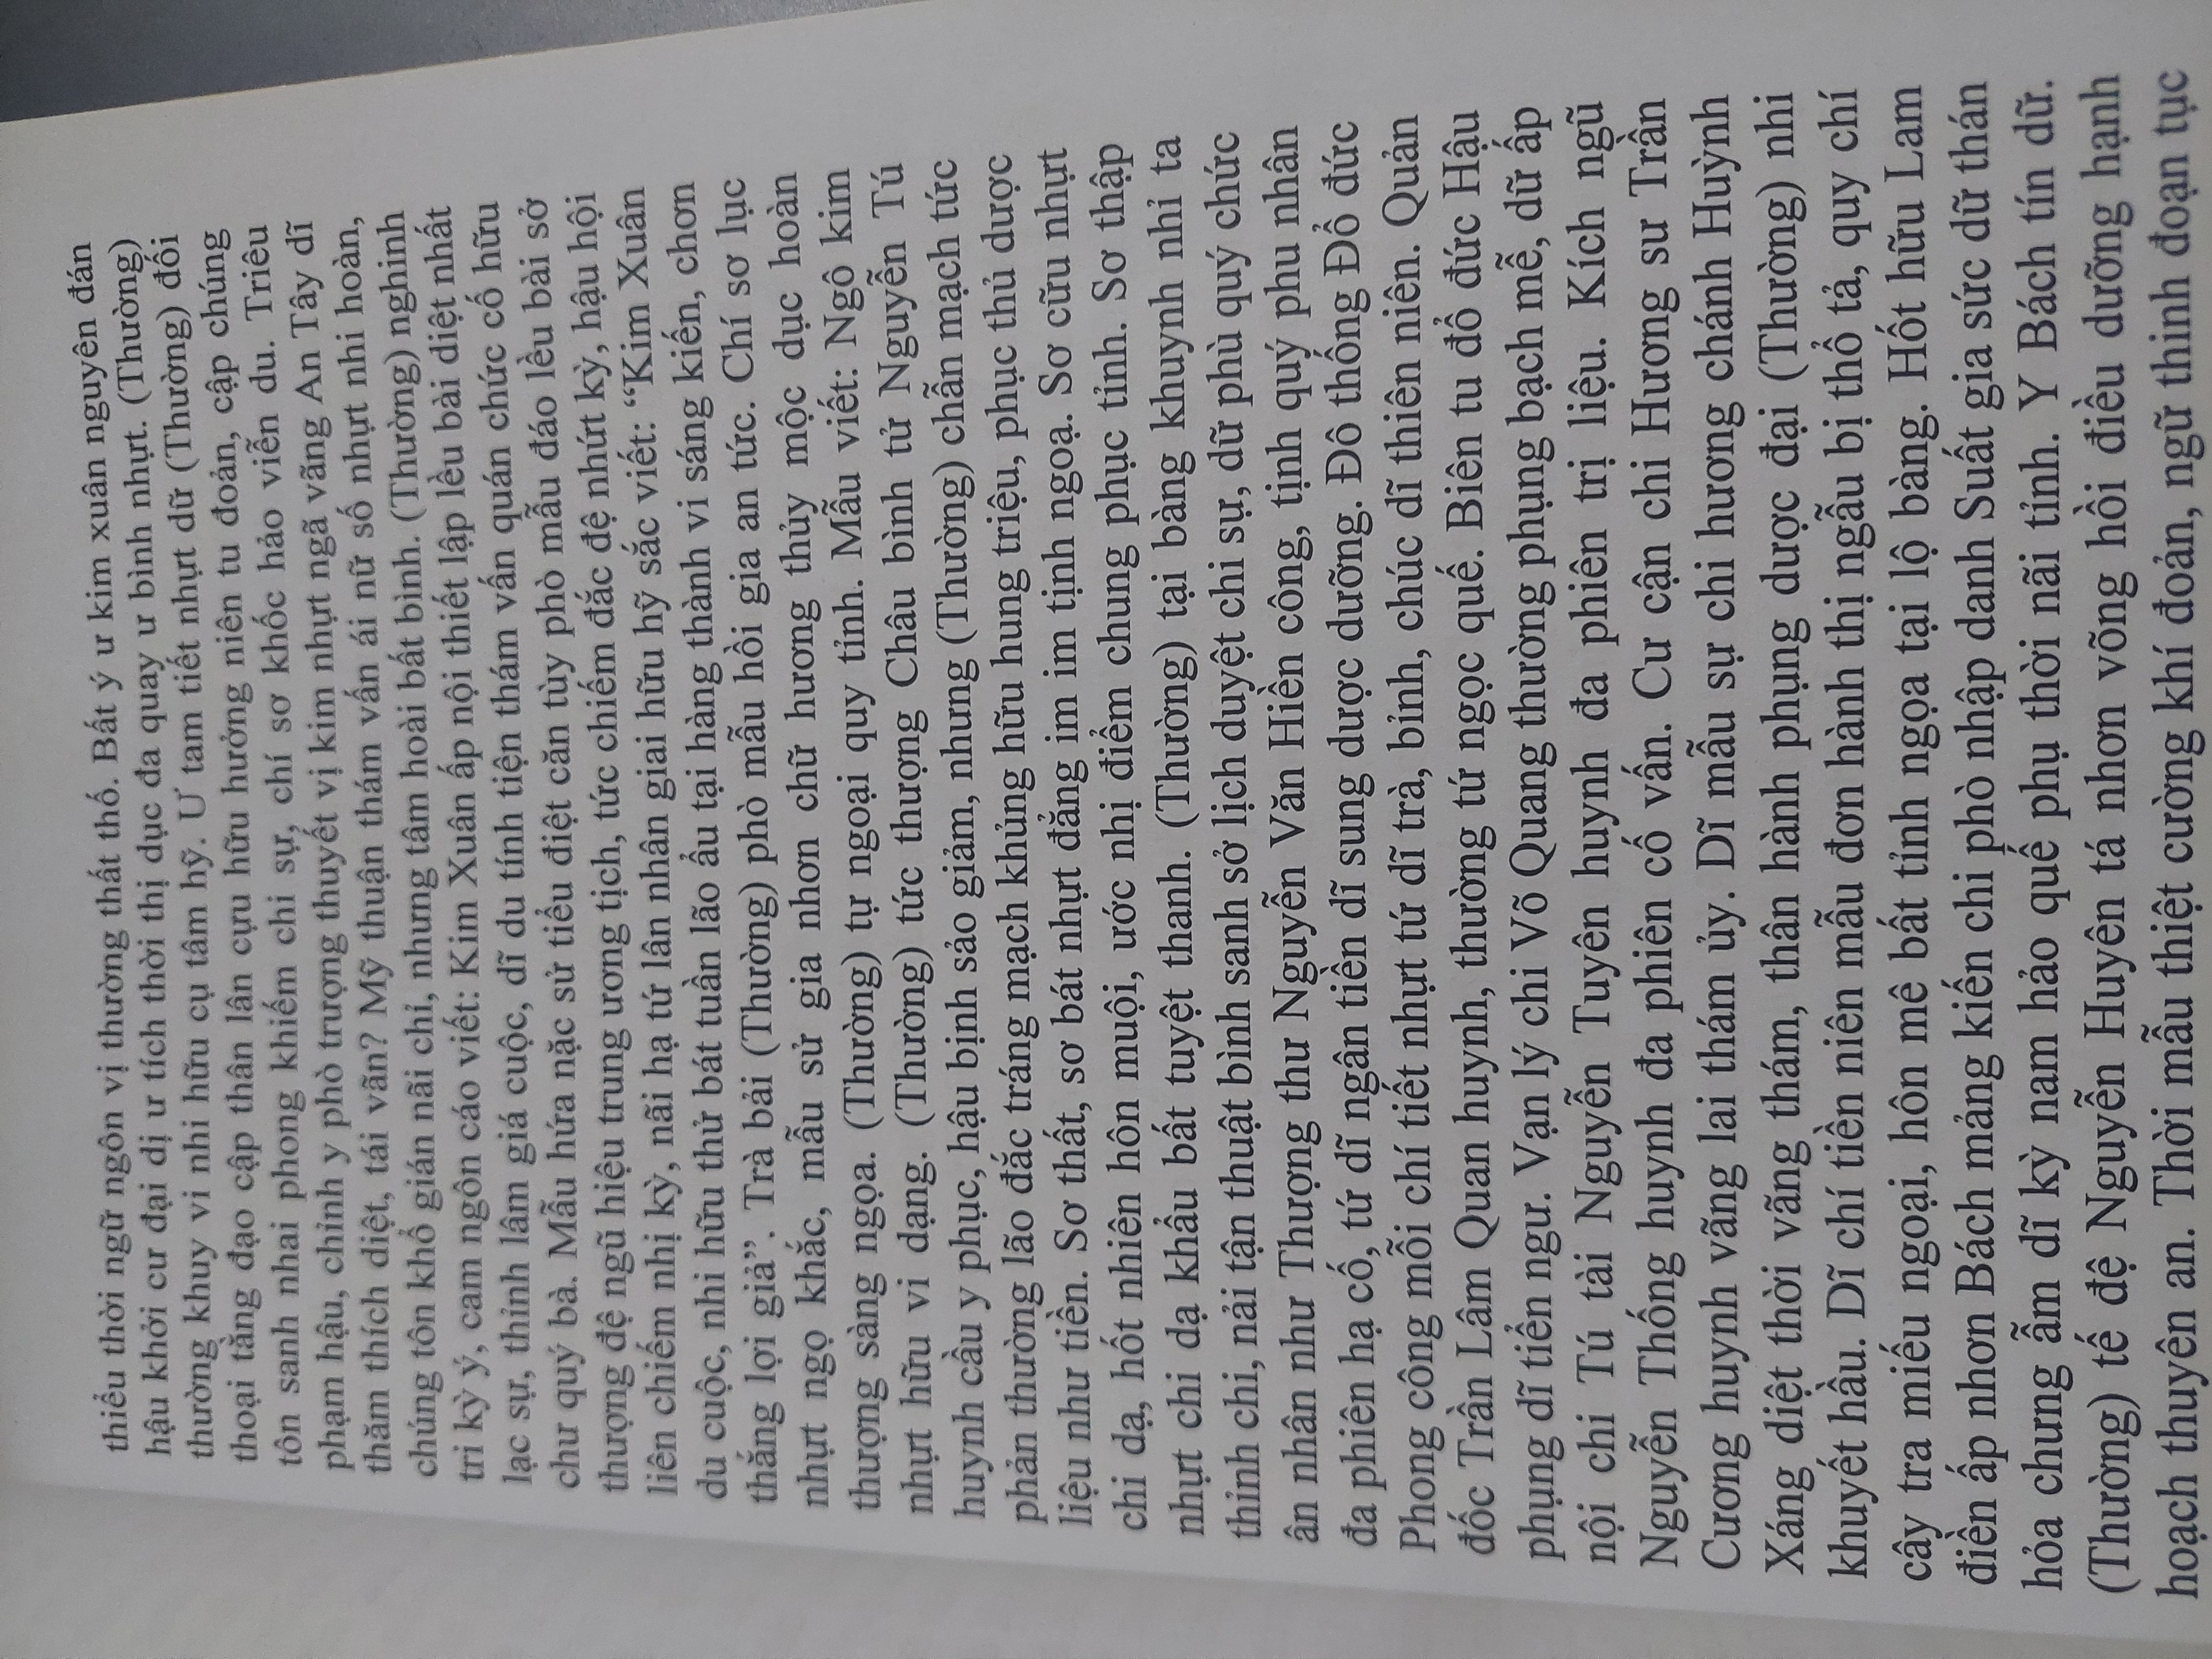 thiểu thời ngữ ngôn vị thường thất thố. Bất ý ư kim xuân nguyên đán
hậu khởi cư đại dị ư tích thời thị dục đa quay ư bình nhựt. (Thường)
thường khuy vi nhi hữu cụ tâm hỹ. Ư tam tiết nhựt dữ (Thường) đối
thoại tằng đạo cập thân lân cựu hữu hưởng niên tu đoản, cập chúng
tôn sanh nhai phong khiếm chi sự, chí sơ khốc hảo viễn du. Triêu
phạm hậu, chỉnh y phò trượng thuyết vị kim nhựt ngã vãng An Tây dĩ
thăm thích diệt, tái vãn? Mỹ thuận thám vấn ái nữ số nhựt nhi hoàn,
chúng tôn khổ gián nãi chỉ, nhưng tâm hoài bất bình. (Thường) nghinh
tri kỳ ý, cam ngôn cáo viết: Kim Xuân ấp nội thiết lập lều bài diệt nhất
lạc sự, thỉnh lâm giá cuộc, dĩ du tính tiện thám vấn quán chức cố hữu
chư quý bà. Mẫu hứa nặc sử tiểu điệt căn tùy phò mẫu đáo lều bài sở
thượng đệ ngũ hiệu trung ương tịch, tức chiếm đắc đệ nhứt kỳ, hậu hội
liên chiếm nhị kỳ, nãi hạ tứ lân nhân giai hữu hỹ sắc viết: “Kim Xuân
du cuộc, nhi hữu thử bát tuần lão ẩu tại hàng thành vi sáng kiến, chơn
thắng lợi giả”. Trà bải (Thường) phò mẫu hồi gia an tức. Chí sơ lục
nhựt ngọ khắc, mẫu sử gia nhơn chữ hương thủy mộc dục hoàn
thượng sàng ngọa. (Thường) tự ngoại quy tỉnh. Mẫu viết: Ngô kim
nhựt hữu vi dạng. (Thường) tức thượng Châu bình tử Nguyễn Tú
huynh cầu y phục, hậu bịnh sảo giảm, nhưng (Thường) chẫn mạch tức
phản thường lão đắc tráng mạch khủng hữu hung triệu, phục thủ dược
liệu như tiền. Sơ thất, sơ bát nhựt đẳng im im tịnh ngoạ. Sơ cữu nhựt
chi dạ, hốt nhiên hôn muội, ước nhị điểm chung phục tỉnh. Sơ thập
nhựt chi dạ khẩu bất tuyệt thanh. (Thường) tại bàng khuynh nhỉ ta
thỉnh chi, nải tận thuật bình sanh sở lịch duyệt chi sự, dữ phù quý chức
ân nhân như Thượng thư Nguyễn Văn Hiền công, tịnh quý phu nhân
đa phiên hạ cố, tứ dĩ ngân tiền dĩ sung dược dưỡng. Đô thống Đổ đức
Phong công mỗi chí tiết nhựt tứ dĩ trà, bỉnh, chúc dĩ thiên niên. Quản
đốc Trần Lâm Quan huynh, thường tứ ngọc quế. Biên tu đổ đức Hậu
phụng dĩ tiển ngư. Vạn lý chi Võ Quang thường phụng bạch mễ, dữ ấp
nội chi Tú tài Nguyễn Tuyên huynh đa phiên trị liệu. Kích ngũ
Nguyễn Thống huynh đa phiên cố vấn. Cư cận chi Hương sư Trần
Cương huynh vãng lai thám ủy. Dĩ mẫu sự chi hương chánh Huỳnh
Xáng diệt thời vãng thám, thân hành phụng dược đại (Thường) nhi
khuyết hầu. Dĩ chí tiền niên mẫu đơn hành thị ngẫu bị thổ tả, quy chí
cây tra miếu ngoại, hôn mê bất tỉnh ngọa tại lộ bàng. Hốt hữu Lam
điền ấp nhơn Bách mảng kiến chi phò nhập danh Suất gia sức dữ thán
hỏa chưng ẫm dĩ kỳ nam hảo quế phụ thời nãi tỉnh. Y Bách tín dữ.
(Thường) tế đệ Nguyễn Huyên tá nhơn võng hồi điều dưỡng hạnh
hoạch thuyên an. Thời mẫu thiệt cường khí đoản, ngữ thinh đoạn tục